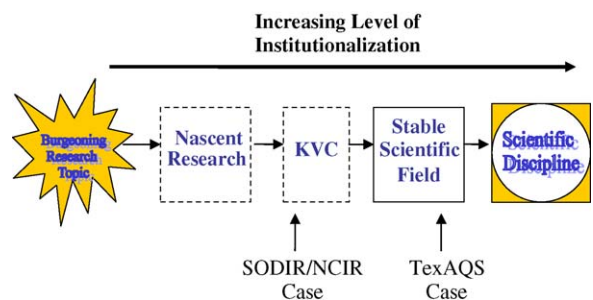 Increasing Level of
Institutionalization
Burgeoning
Research
Topic
Nascent
Research
KVC
Stable
Scientific
Field
Scientific
Discipline
SODIR/NCIR
Case
TexAQS
Case